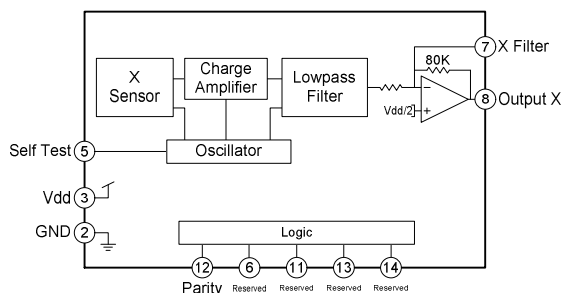 7 X Filter
80K
X Sensor
Charge Amplifier
Lowpass Filter
−
Vdd/2
+
8 Output X
Self Test 5
Oscillator
Vdd 3
GND 2
Logic
12 6 11 13 14
Parity Reserved Reserved Reserved Reserved